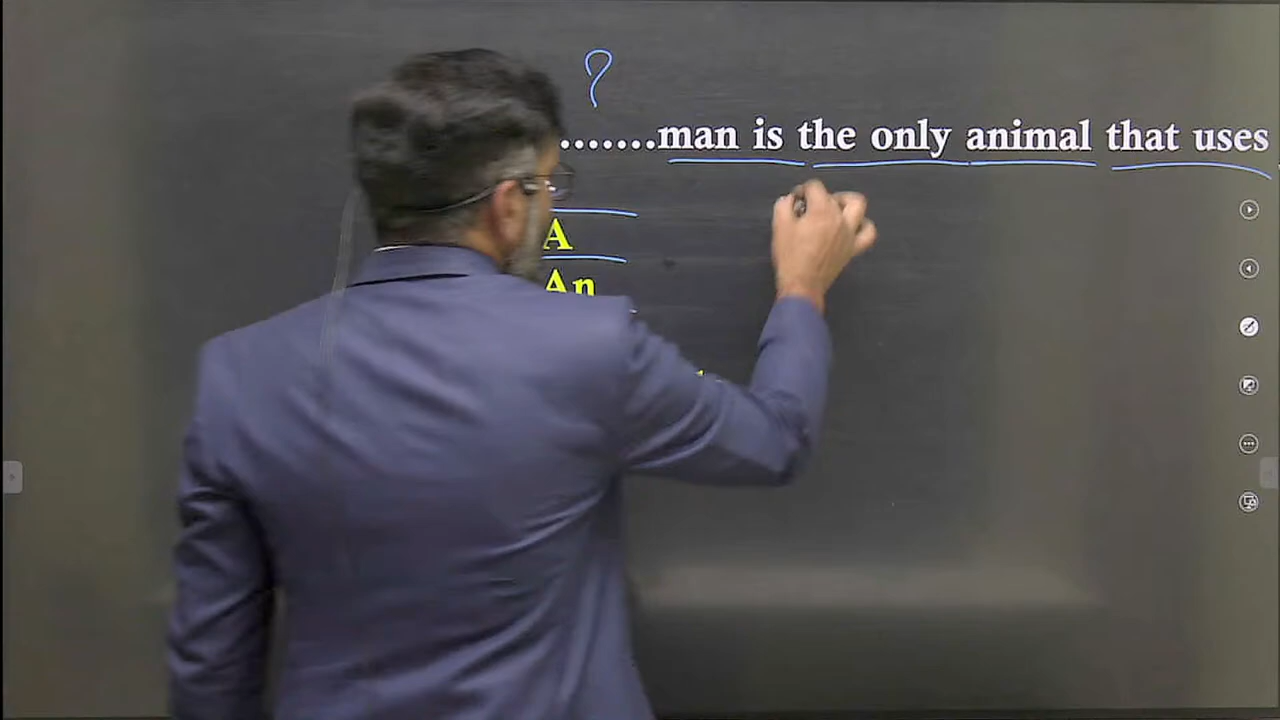 ?
.......man is the only animal that uses
A
An